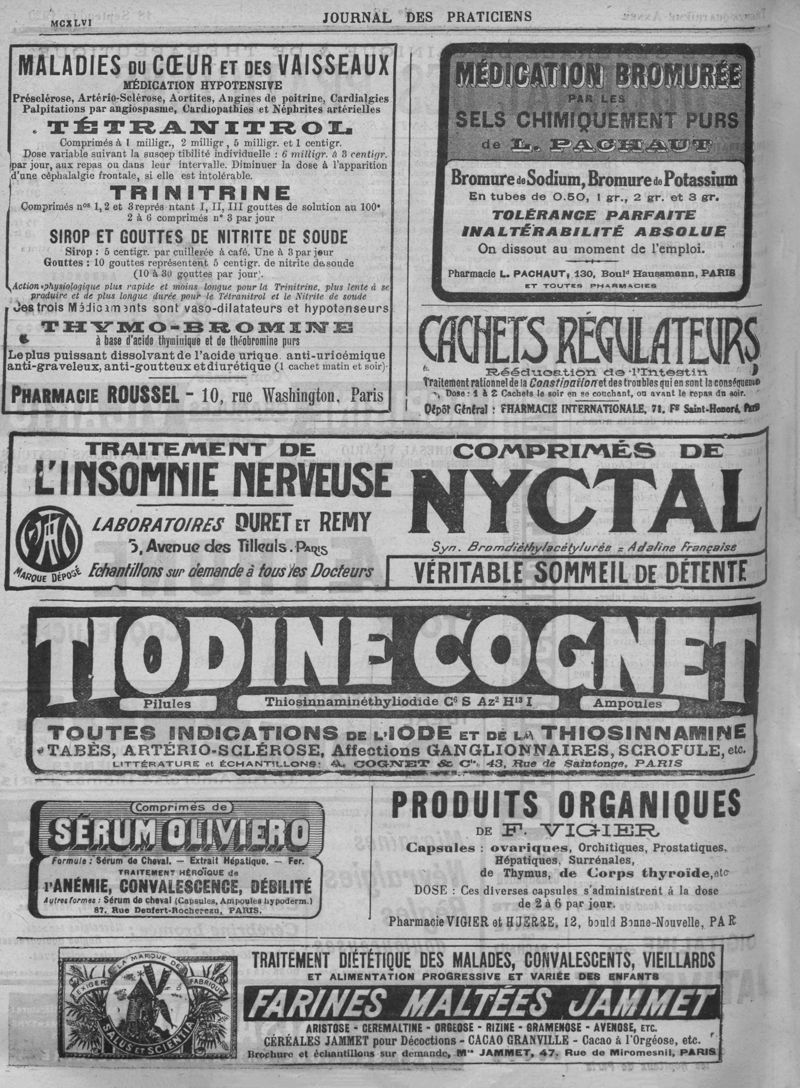 MCXLVI
JOURNAL DES PRATICIENS
MALADIES DU CŒUR ET DES VAISSEAUX
MÉDICATION HYPOTENSIVE
Présclérose, Artério-Sclérose, Aortites, Angines de poitrine, Cardialgies
Palpitations par angiospasme, Cardiopathies et Néphrites artérielles
TÉTRANITROL
Comprimés à 1 milligr., 2 milligr, 5 milligr. et 1 centigr.
Dose variable suivant la suscep tibilité individuelle : 6 milligr. à 3 centigr.
par jour, aux repas ou dans leur intervalle. Diminuer la dose à l'apparition
d'une céphalalgie frontale, si elle est intolérable.
TRINITRINE
Comprimés nos 1, 2 et 3 représ ntant I, II, III gouttes de solution au 100e
2 à 6 comprimés n° 3 par jour
SIROP ET GOUTTES DE NITRITE DE SOUDE
Sirop : 5 centigr. par cuillerée à café. Une à 3 par jour
Gouttes : 10 gouttes représentent 5 centigr. de nitrite de soude
(10 à 30 gouttes par jour).
Action physiologique plus rapide et moins longue pour la Trinitrine, plus lente à se
produire et de plus longue durée pour le Tétranitrol et le Nitrite de soude
Ces trois Médicaments sont vaso-dilatateurs et hypotenseurs
THYMO-BROMINE
à base d'acide thyminique et de théobromine purs
Le plus puissant dissolvant de l'acide urique, anti-uricémique
anti-graveleux, anti-goutteux et diurétique (1 cachet matin et soir)
PHARMACIE ROUSSEL - 10, rue Washington, Paris
MÉDICATION BROMURÉE
PAR LES
SELS CHIMIQUEMENT PURS
de L. PACHAUT
Bromure de Sodium, Bromure de Potassium
En tubes de 0.50, 1 gr., 2 gr. et 3 gr.
TOLÉRANCE PARFAITE
INALTÉRABILITÉ ABSOLUE
On dissout au moment de l'emploi.
Pharmacie L. PACHAUT, 130, Bould Haussmann, PARIS
ET TOUTES PHARMACIES
CACHETS RÉGULATEURS
Rééducation de l'Intestin
Traitement rationnel de la Constipation et des troubles qui en sont la conséquence
Dose : 1 à 2 Cachets le soir en se couchant, ou avant le repas du soir.
Dépôt Général : PHARMACIE INTERNATIONALE, 71, Fg Saint-Honoré, Paris
TRAITEMENT DE
L'INSOMNIE NERVEUSE
LABORATOIRES DURET ET REMY
5, Avenue des Tilleuls. PARIS
MARQUE DÉPOSÉ
Echantillons sur demande à tous les Docteurs
COMPRIMÉS DE
NYCTAL
Syn. Bromdiéthylacétylurée = Adaline Française
VÉRITABLE SOMMEIL DE DÉTENTE
TIODINE COGNET
Pilules
Thiosinnaminéthyliodide C6 S Az2 H13 I
Ampoules
TOUTES INDICATIONS DE L'IODE ET DE LA THIOSINNAMINE
TABÈS, ARTÉRIO-SCLÉROSE, Affections GANGLIONNAIRES, SCROFULE, etc.
LITTÉRATURE et ÉCHANTILLONS: A. COGNET & Cie, 43, Rue de Saintonge, PARIS
Comprimés de
SÉRUM OLIVIERO
Formule : Sérum de Cheval. — Extrait Hépatique. — Fer.
TRAITEMENT HÉROÏQUE de
l'ANÉMIE, CONVALESCENCE, DÉBILITÉ
Autres formes : Sérum de cheval (Capsules, Ampoules hypoderm.)
87, Rue Denfert-Rochereau, PARIS.
PRODUITS ORGANIQUES
DE F. VIGIER
Capsules : ovariques, Orchitiques, Prostatiques,
Hépatiques, Surrénales,
de Thymus, de Corps thyroïde, etc
DOSE : Ces diverses capsules s'administrent à la dose
de 2 à 6 par jour.
Pharmacie VIGIER et HUERRE, 12, bould Bonne-Nouvelle, PAR
EXIGER LA MARQUE DE FABRIQUE
SALUS ET SCIENTIA
TRAITEMENT DIÉTÉTIQUE DES MALADES, CONVALESCENTS, VIEILLARDS
ET ALIMENTATION PROGRESSIVE ET VARIÉE DES ENFANTS
FARINES MALTÉES JAMMET
ARISTOSE - CEREMALTINE - ORGEOSE - RIZINE - GRAMENOSE - AVENOSE, ETC.
CÉRÉALES JAMMET pour Décoctions - CACAO GRANVILLE - Cacao à l'Orgéose, etc.
Brochure et échantillons sur demande, Mon JAMMET, 47, Rue de Miromesnil, PARIS